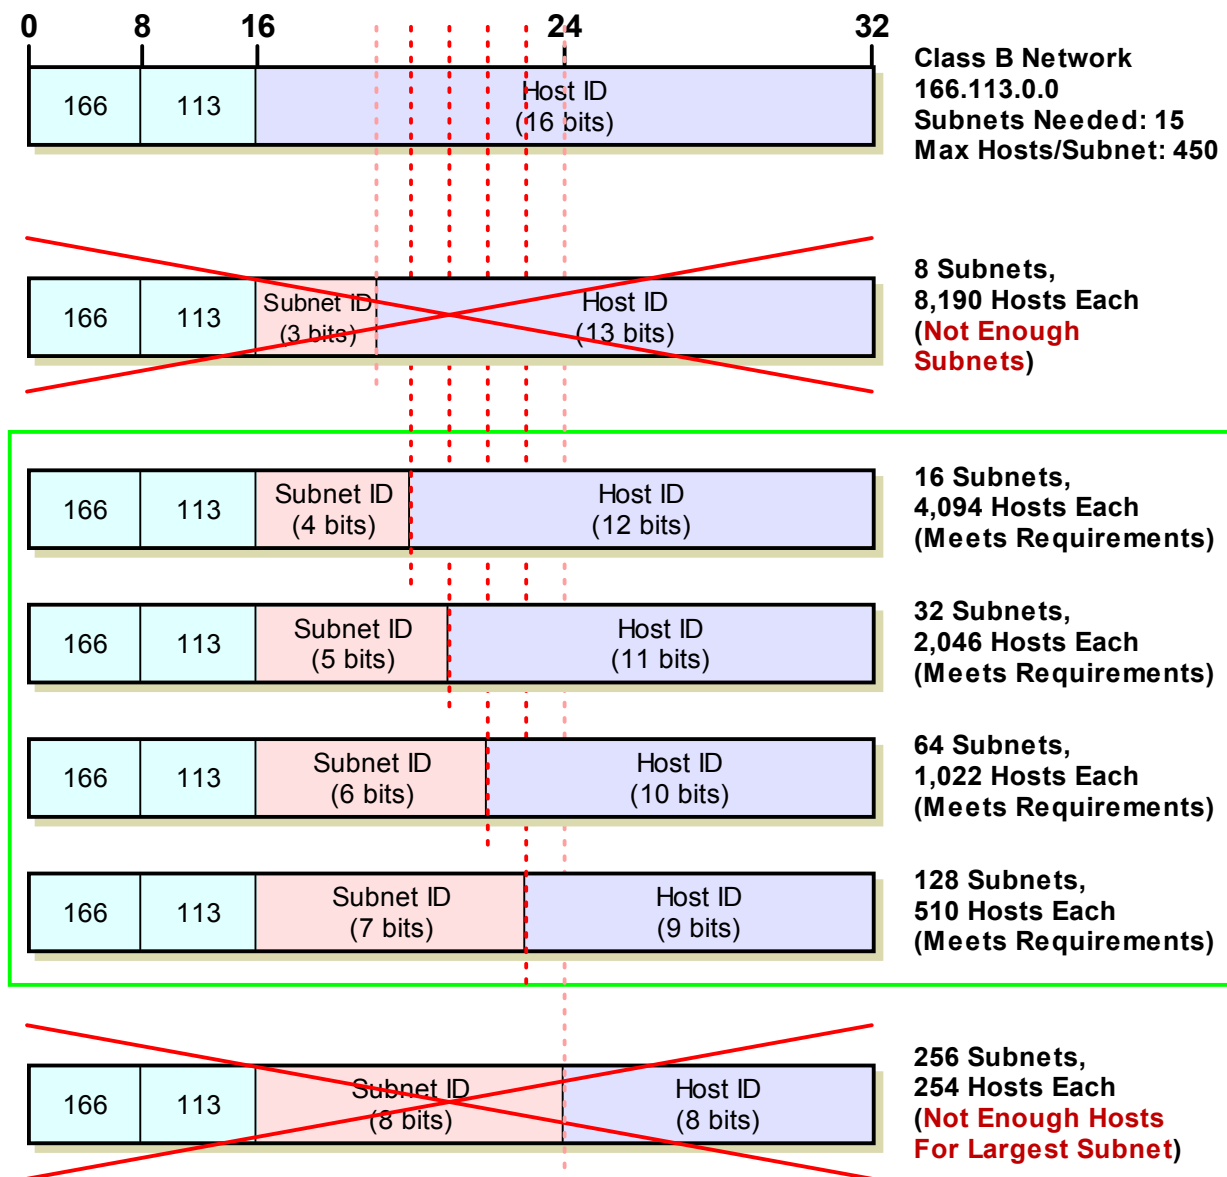 0 8 16 24 32
166 113 Host ID
(16 bits)
Class B Network
166.113.0.0
Subnets Needed: 15
Max Hosts/Subnet: 450
166 113 Subnet ID
(3 bits)
Host ID
(13 bits)
8 Subnets,
8,190 Hosts Each
(Not Enough
Subnets)
166 113 Subnet ID
(4 bits)
Host ID
(12 bits)
16 Subnets,
4,094 Hosts Each
(Meets Requirements)
166 113 Subnet ID
(5 bits)
Host ID
(11 bits)
32 Subnets,
2,046 Hosts Each
(Meets Requirements)
166 113 Subnet ID
(6 bits)
Host ID
(10 bits)
64 Subnets,
1,022 Hosts Each
(Meets Requirements)
166 113 Subnet ID
(7 bits)
Host ID
(9 bits)
128 Subnets,
510 Hosts Each
(Meets Requirements)
166 113 Subnet ID
(8 bits)
Host ID
(8 bits)
256 Subnets,
254 Hosts Each
(Not Enough Hosts
For Largest Subnet)